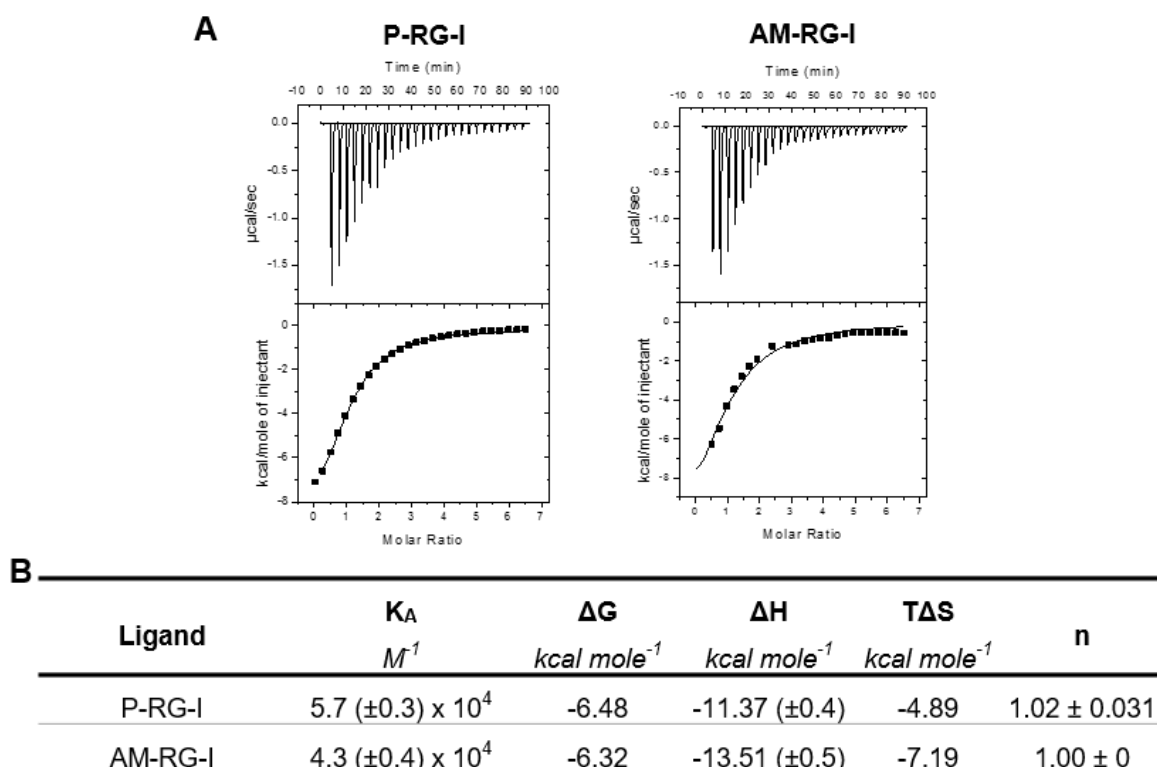 A
P-RG-I AM-RG-I
Time (min) Time (min)
-10 0 10 20 30 40 50 60 70 80 90 100 -10 0 10 20 30 40 50 60 70 80 90 100
0.0 0.0
-0.5 -0.5
-1.0 -1.0
-1.5 -1.5
µcal/sec µcal/sec
0 0
-2 -2
-4 -4
-6 -6
-8 -8
kcal/mole of injectant kcal/mole of injectant
0 1 2 3 4 5 6 7 0 1 2 3 4 5 6 7
Molar Ratio Molar Ratio
B
Ligand KA ΔG ΔH TΔS n
M-1 kcal mole-1 kcal mole-1 kcal mole-1
P-RG-I 5.7 (±0.3) x 10^4 -6.48 -11.37 (±0.4) -4.89 1.02 ± 0.031
AM-RG-I 4.3 (±0.4) x 10^4 -6.32 -13.51 (±0.5) -7.19 1.00 ± 0